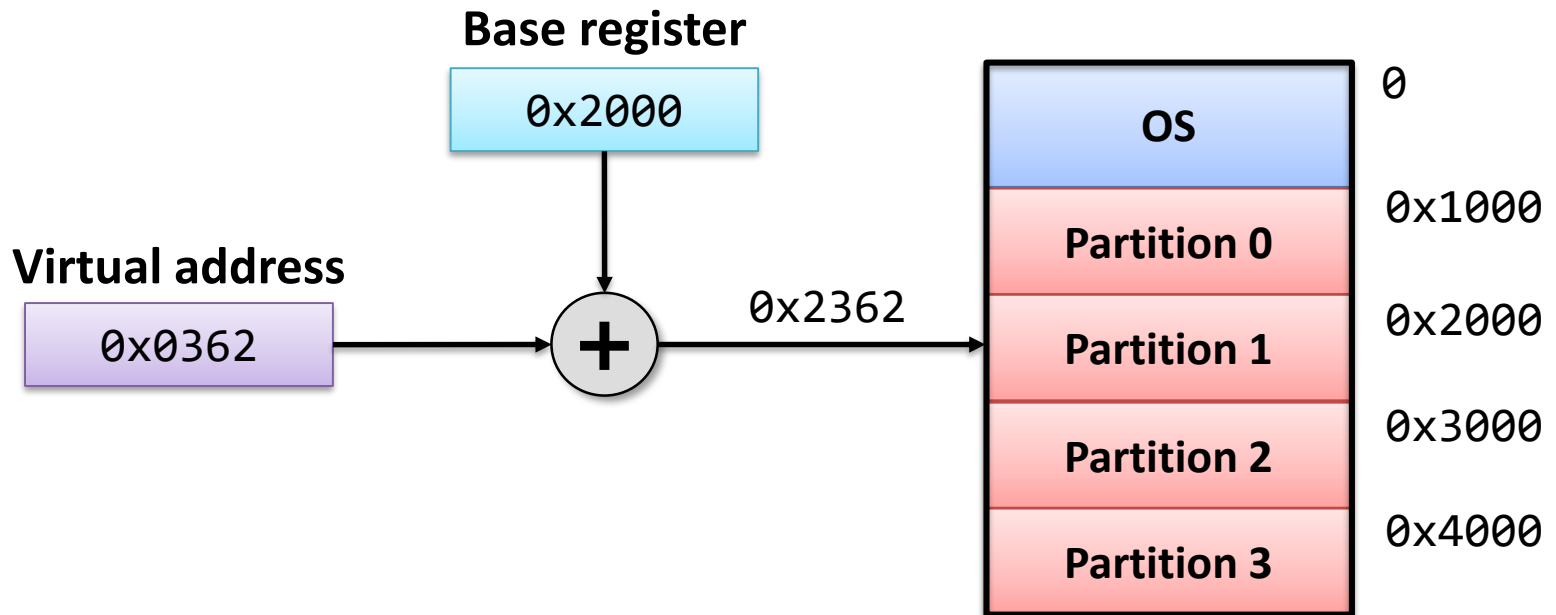 Base register
0x2000
Virtual address
0x0362
+
0x2362
OS
Partition 0
Partition 1
Partition 2
Partition 3
0
0x1000
0x2000
0x3000
0x4000